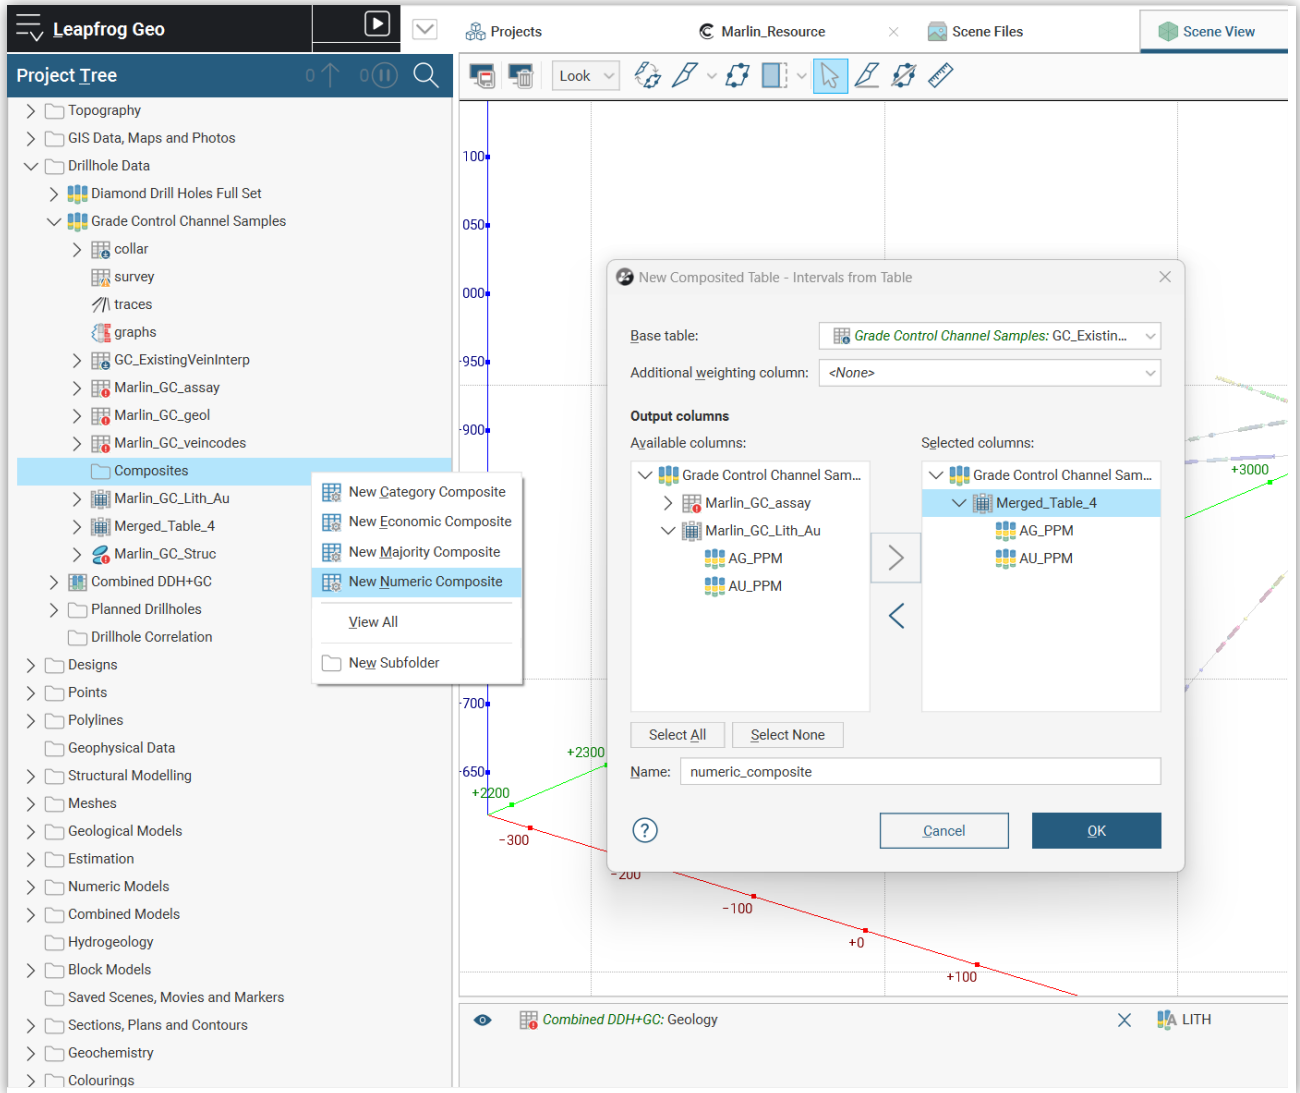 Leapfrog Geo
Projects
Marlin_Resource
Scene Files
Scene View
Project Tree
0
0
Look
Topography
GIS Data, Maps and Photos
Drillhole Data
Diamond Drill Holes Full Set
Grade Control Channel Samples
collar
survey
traces
graphs
GC_ExistingVeinInterp
Marlin_GC_assay
Marlin_GC_geol
Marlin_GC_veincodes
Composites
Marlin_GC_Lith_Au
Merged_Table_4
Marlin_GC_Struc
Combined DDH+GC
Planned Drillholes
Drillhole Correlation
Designs
Points
Polylines
Geophysical Data
Structural Modelling
Meshes
Geological Models
Estimation
Numeric Models
Combined Models
Hydrogeology
Block Models
Saved Scenes, Movies and Markers
Sections, Plans and Contours
Geochemistry
Colourings
New Category Composite
New Economic Composite
New Majority Composite
New Numeric Composite
View All
New Subfolder
100
050
000
-950
-900
-700
-650
+2200
+2300
+3000
-300
-200
-100
+0
+100
New Composited Table - Intervals from Table
Base table:
Grade Control Channel Samples: GC_Existin...
Additional weighting column:
<None>
Output columns
Available columns:
Selected columns:
Grade Control Channel Sam...
Marlin_GC_assay
Marlin_GC_Lith_Au
AG_PPM
AU_PPM
Grade Control Channel Sam...
Merged_Table_4
AG_PPM
AU_PPM
Select All
Select None
Name:
numeric_composite
?
Cancel
OK
Combined DDH+GC: Geology
LITH